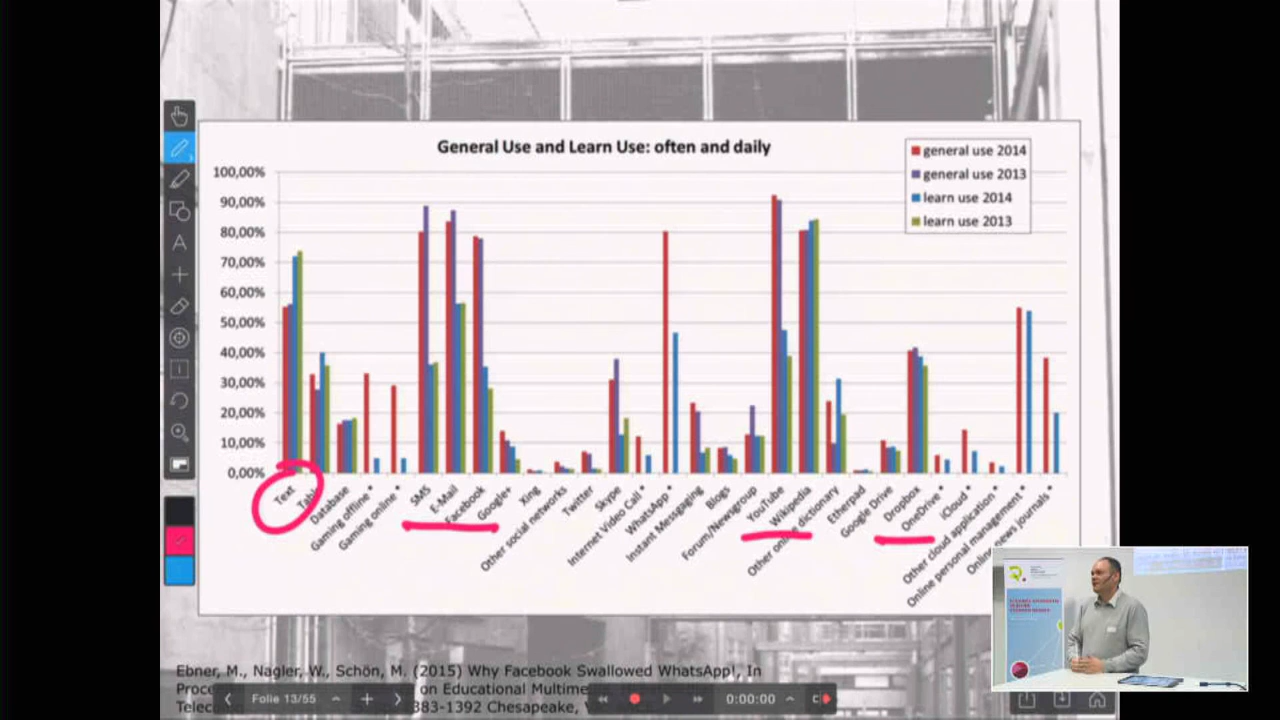 General Use and Learn Use: often and daily
general use 2014
general use 2013
learn use 2014
learn use 2013
100,00%
90,00%
80,00%
70,00%
60,00%
50,00%
40,00%
30,00%
20,00%
10,00%
0,00%
Text
Database
Gaming offline *
Gaming online *
SMS
E-Mail
Facebook
Google+
Xing
Other social networks
Twitter
Skype
Internet Video Call *
WhatsApp *
Instant Messgaging
Blogs
Forum/Newsgroup
YouTube
Wikipedia
Other online dictionary
Etherpad
Google Drive
Dropbox
OneDrive *
iCloud *
Other cloud application *
Online personal management *
Online news journals *
Ebner, M., Nagler, W., Schön, M. (2015) Why Facebook Swallowed WhatsApp!, In
on Educational
383-1392 Chesapeake,
Folie 13/55
0:00:00
A